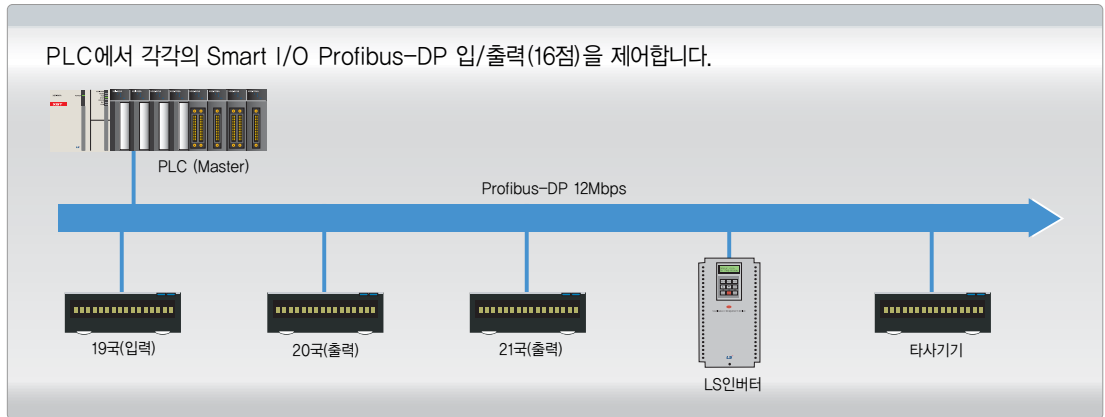 PLC에서 각각의 Smart I/O Profibus-DP 입/출력(16점)을 제어합니다.
PLC (Master)
Profibus-DP 12Mbps
19국(입력)
20국(출력)
21국(출력)
LS인버터
타사기기